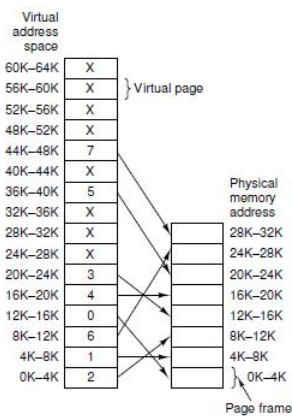 Virtual
address
space
60K–64K X
56K–60K X Virtual page
52K–56K X
48K–52K X
44K–48K 7
40K–44K X
36K–40K 5
32K–36K X
28K–32K X
24K–28K X
20K–24K 3
16K–20K 4
12K–16K 0
8K–12K 6
4K–8K 1
0K–4K 2
Physical
memory
address
28K–32K
24K–28K
20K–24K
16K–20K
12K–16K
8K–12K
4K–8K
0K–4K
Page frame